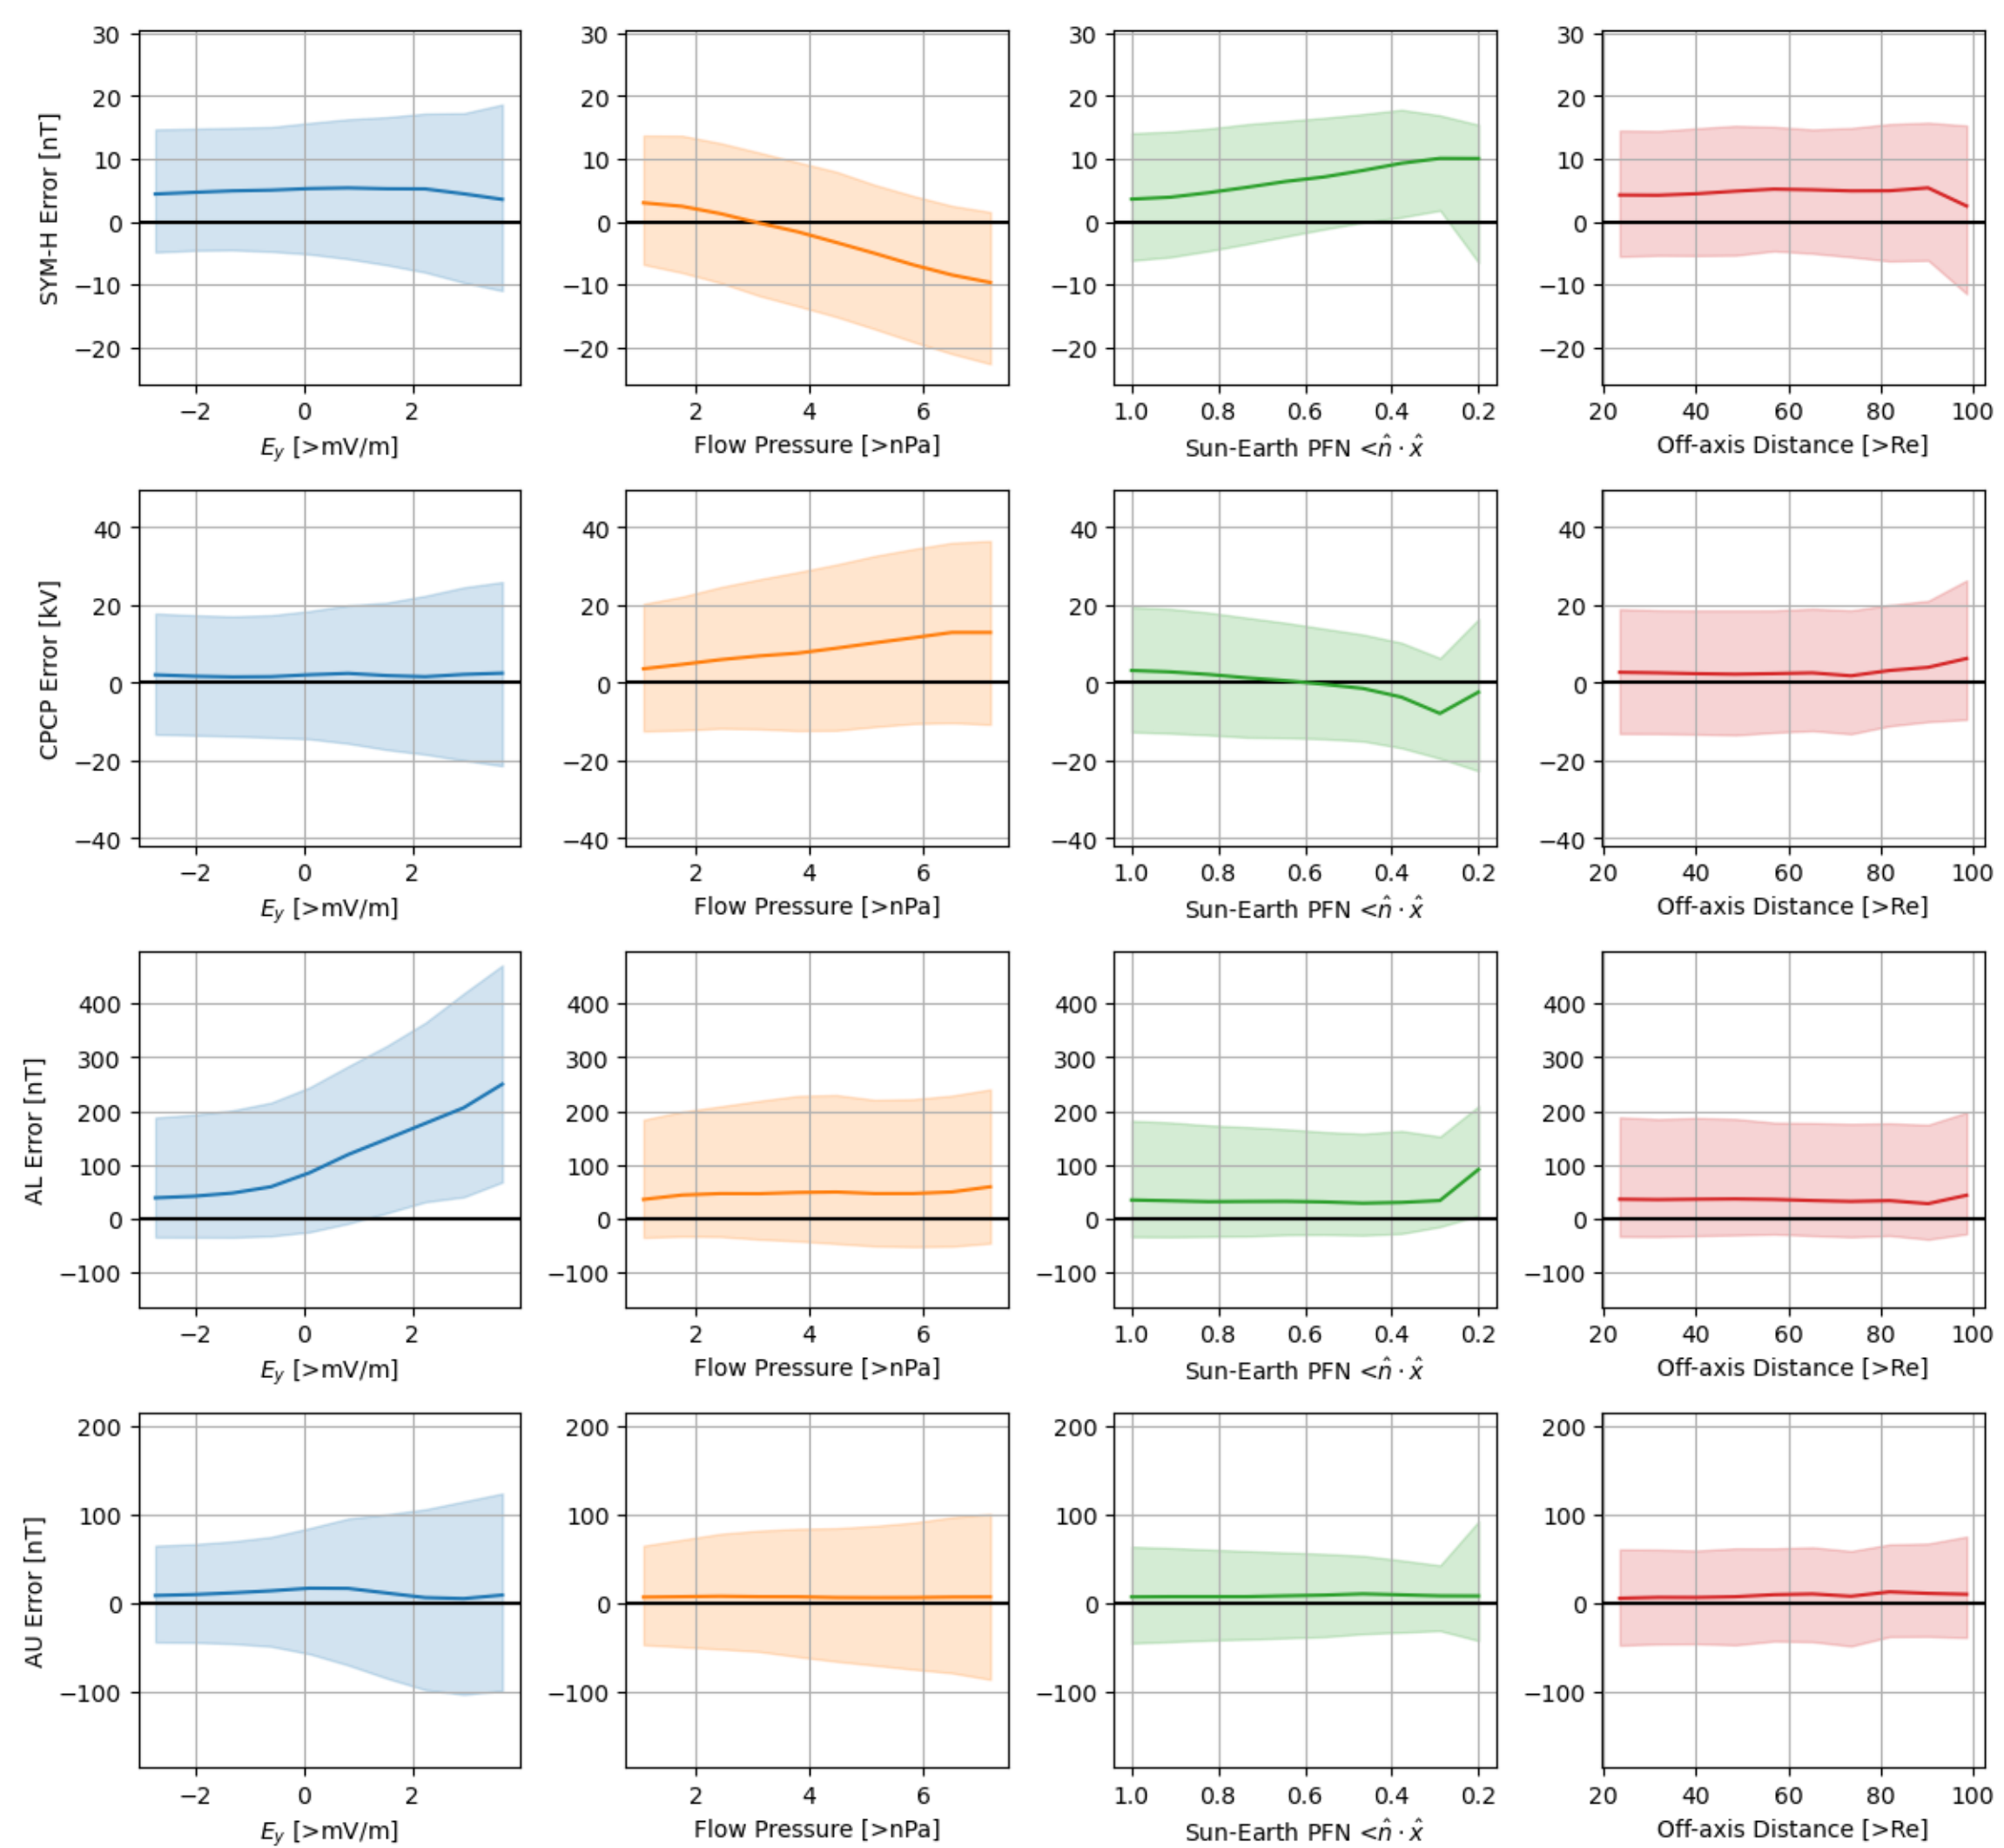 SYM-H Error [nT]
30 20 10 0 −10 −20
−2 0 2
E_y [>mV/m]
30 20 10 0 −10 −20
2 4 6
Flow Pressure [>nPa]
30 20 10 0 −10 −20
1.0 0.8 0.6 0.4 0.2
Sun-Earth PFN <n̂ · x̂
30 20 10 0 −10 −20
20 40 60 80 100
Off-axis Distance [>Re]
CPCP Error [kV]
40 20 0 −20 −40
−2 0 2
E_y [>mV/m]
40 20 0 −20 −40
2 4 6
Flow Pressure [>nPa]
40 20 0 −20 −40
1.0 0.8 0.6 0.4 0.2
Sun-Earth PFN <n̂ · x̂
40 20 0 −20 −40
20 40 60 80 100
Off-axis Distance [>Re]
AL Error [nT]
400 300 200 100 0 −100
−2 0 2
E_y [>mV/m]
400 300 200 100 0 −100
2 4 6
Flow Pressure [>nPa]
400 300 200 100 0 −100
1.0 0.8 0.6 0.4 0.2
Sun-Earth PFN <n̂ · x̂
400 300 200 100 0 −100
20 40 60 80 100
Off-axis Distance [>Re]
AU Error [nT]
200 100 0 −100
−2 0 2
E_y [>mV/m]
200 100 0 −100
2 4 6
Flow Pressure [>nPa]
200 100 0 −100
1.0 0.8 0.6 0.4 0.2
Sun-Earth PFN <n̂ · x̂
200 100 0 −100
20 40 60 80 100
Off-axis Distance [>Re]